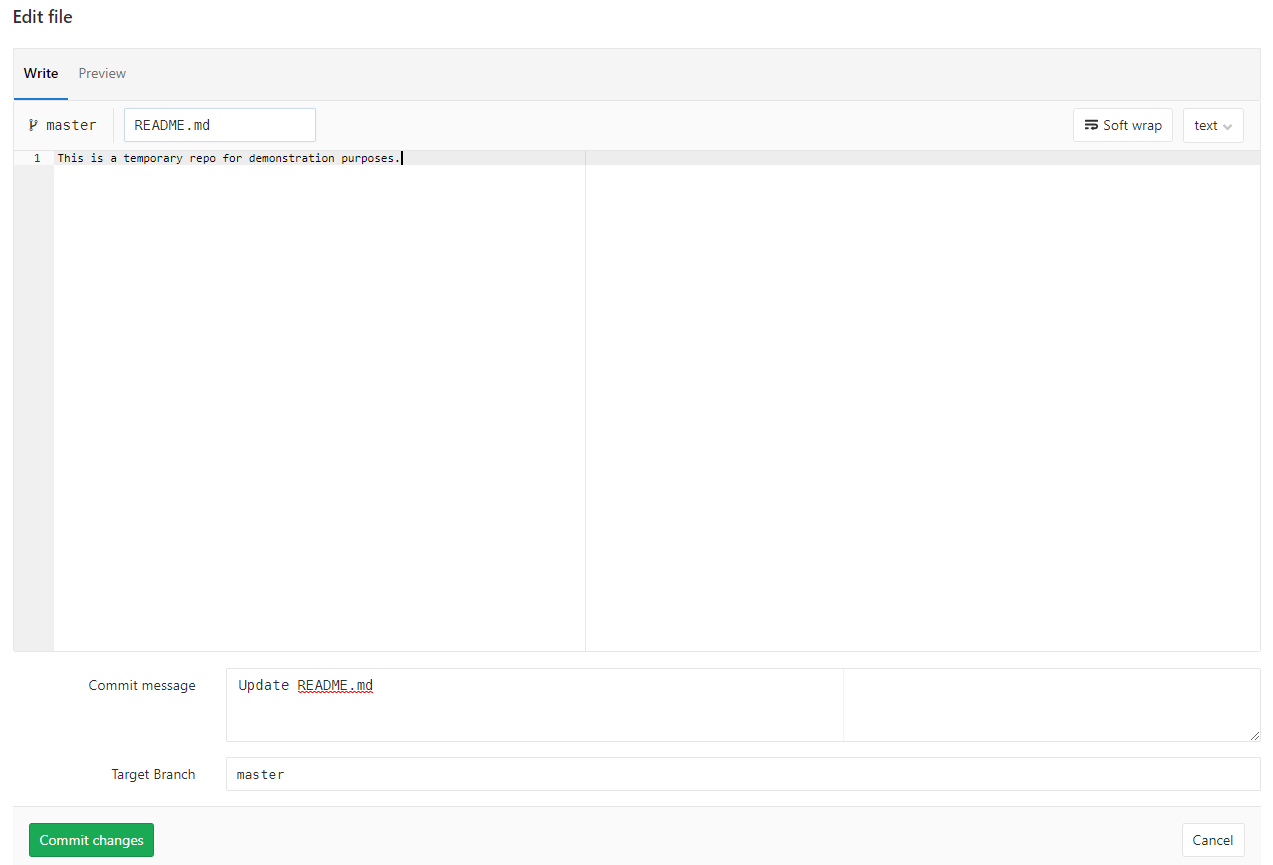 Edit file
Write Preview
master README.md Soft wrap text
1 This is a temporary repo for demonstration purposes.
Commit message Update README.md
Target Branch master
Commit changes Cancel